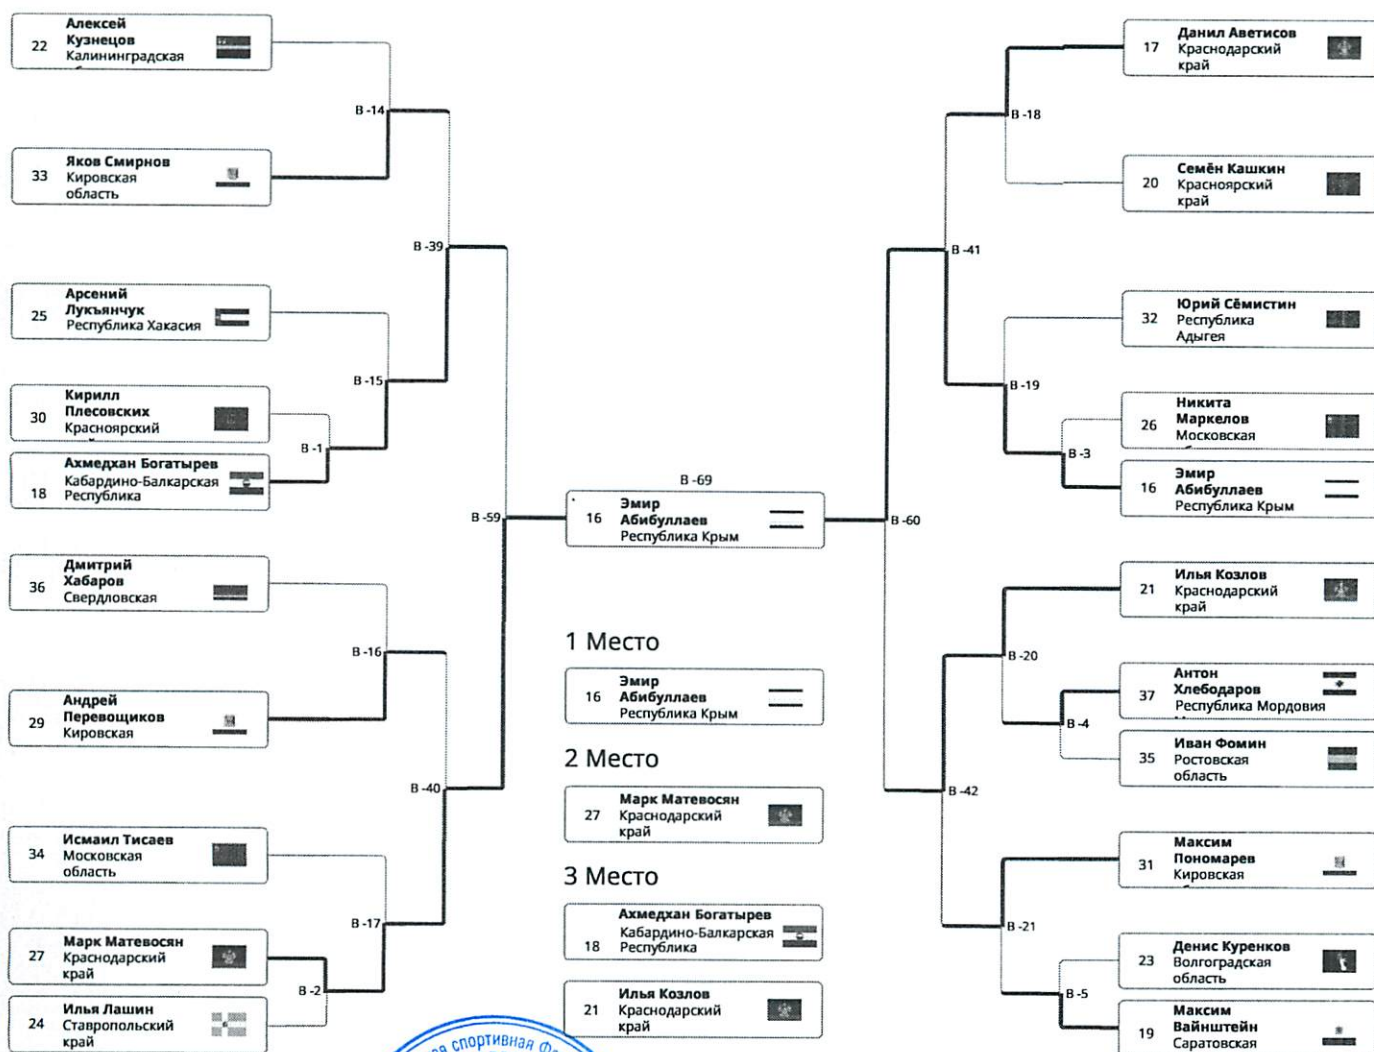 22
Алексей
Кузнецов
Калининградская
B -14
33
Яков Смирнов
Кировская
область
B -39
25
Арсений
Лукъянчук
Республика Хакасия
B -15
30
Кирилл
Плесовских
Красноярский
B -1
18
Ахмедхан Богатырев
Кабардино-Балкарская
Республика
B -59
36
Дмитрий
Хабаров
Свердловская
B -16
29
Андрей
Перевощиков
Кировская
B -40
34
Исмаил Тисаев
Московская
область
B -17
27
Марк Матевосян
Краснодарский
край
B -2
24
Илья Лашин
Ставропольский
край
B -69
16
Эмир
Абибуллаев
Республика Крым
1 Место
16
Эмир
Абибуллаев
Республика Крым
2 Место
27
Марк Матевосян
Краснодарский
край
3 Место
18
Ахмедхан Богатырев
Кабардино-Балкарская
Республика
21
Илья Козлов
Краснодарский
край
спортивная
17
Данил Аветисов
Краснодарский
край
B -18
20
Семён Кашкин
Красноярский
край
B -41
32
Юрий Сёмистин
Республика
Адыгея
B -19
26
Никита
Маркелов
Московская
B -3
16
Эмир
Абибуллаев
Республика Крым
B -60
21
Илья Козлов
Краснодарский
край
B -20
37
Антон
Хлебодаров
Республика Мордовия
B -4
35
Иван Фомин
Ростовская
область
B -42
31
Максим
Пономарев
Кировская
B -21
23
Денис Куренков
Волгоградская
область
B -5
19
Максим
Вайнштейн
Саратовская